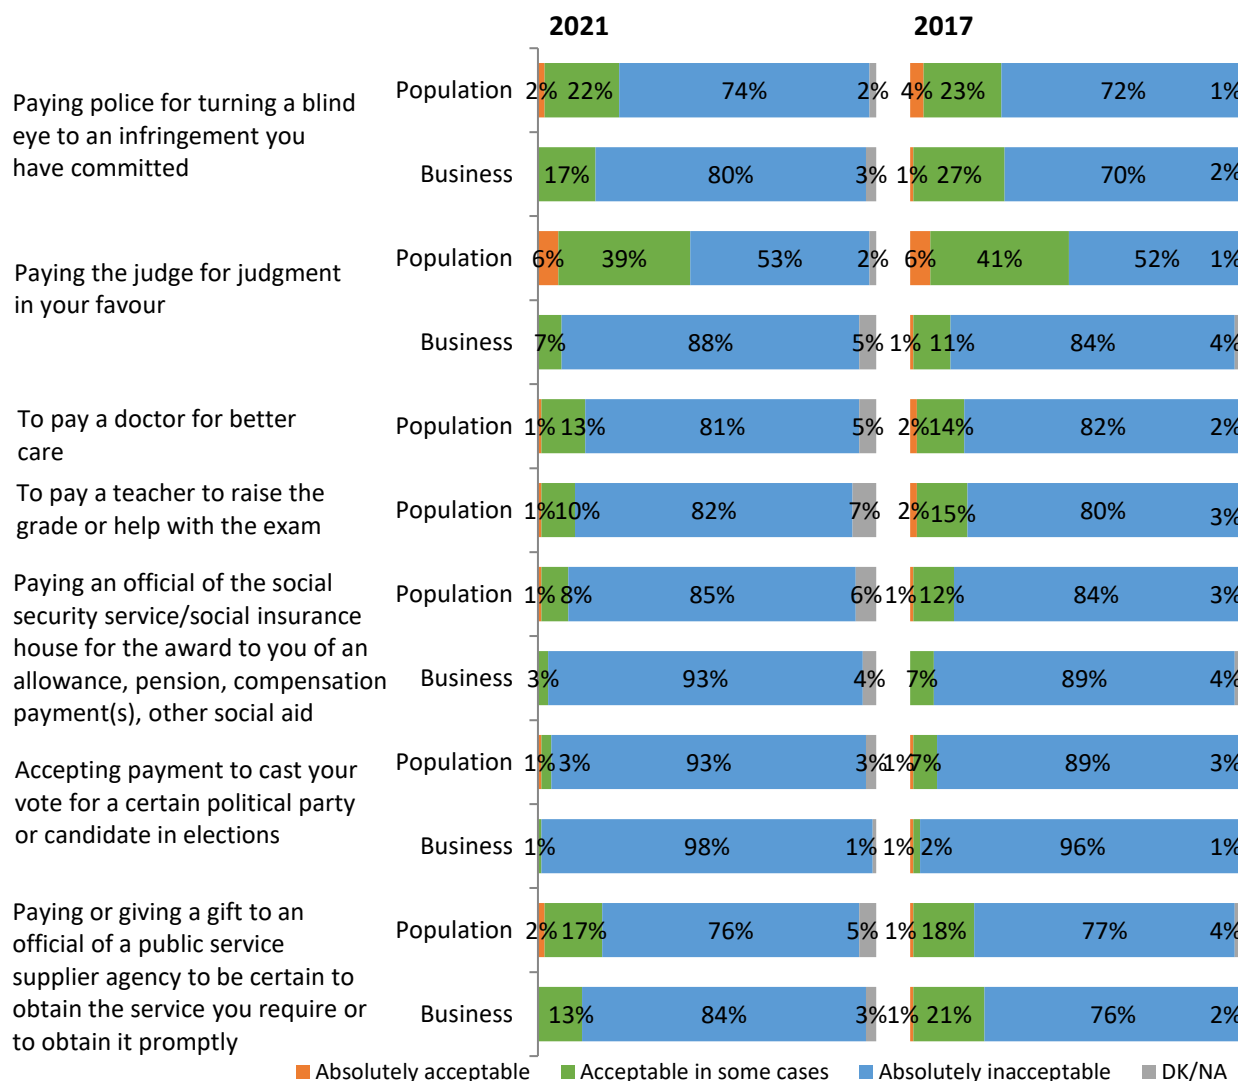 2021 2017
Paying police for turning a blind
eye to an infringement you
have committed
Population 2% 22% 74% 2% 4% 23% 72% 1%
Business 17% 80% 3% 1% 27% 70% 2%
Paying the judge for judgment
in your favour
Population 6% 39% 53% 2% 6% 41% 52% 1%
Business 7% 88% 5% 1% 11% 84% 4%
To pay a doctor for better
care
Population 1% 13% 81% 5% 2% 14% 82% 2%
To pay a teacher to raise the
grade or help with the exam
Population 1% 10% 82% 7% 2% 15% 80% 3%
Paying an official of the social
security service/social insurance
house for the award to you of an
allowance, pension, compensation
payment(s), other social aid
Population 1% 8% 85% 6% 1% 12% 84% 3%
Business 3% 93% 4% 7% 89% 4%
Accepting payment to cast your
vote for a certain political party
or candidate in elections
Population 1% 3% 93% 3% 1% 7% 89% 3%
Business 1% 98% 1% 1% 2% 96% 1%
Paying or giving a gift to an
official of a public service
supplier agency to be certain to
obtain the service you require or
to obtain it promptly
Population 2% 17% 76% 5% 1% 18% 77% 4%
Business 13% 84% 3% 1% 21% 76% 2%
Absolutely acceptable Acceptable in some cases Absolutely inacceptable DK/NA